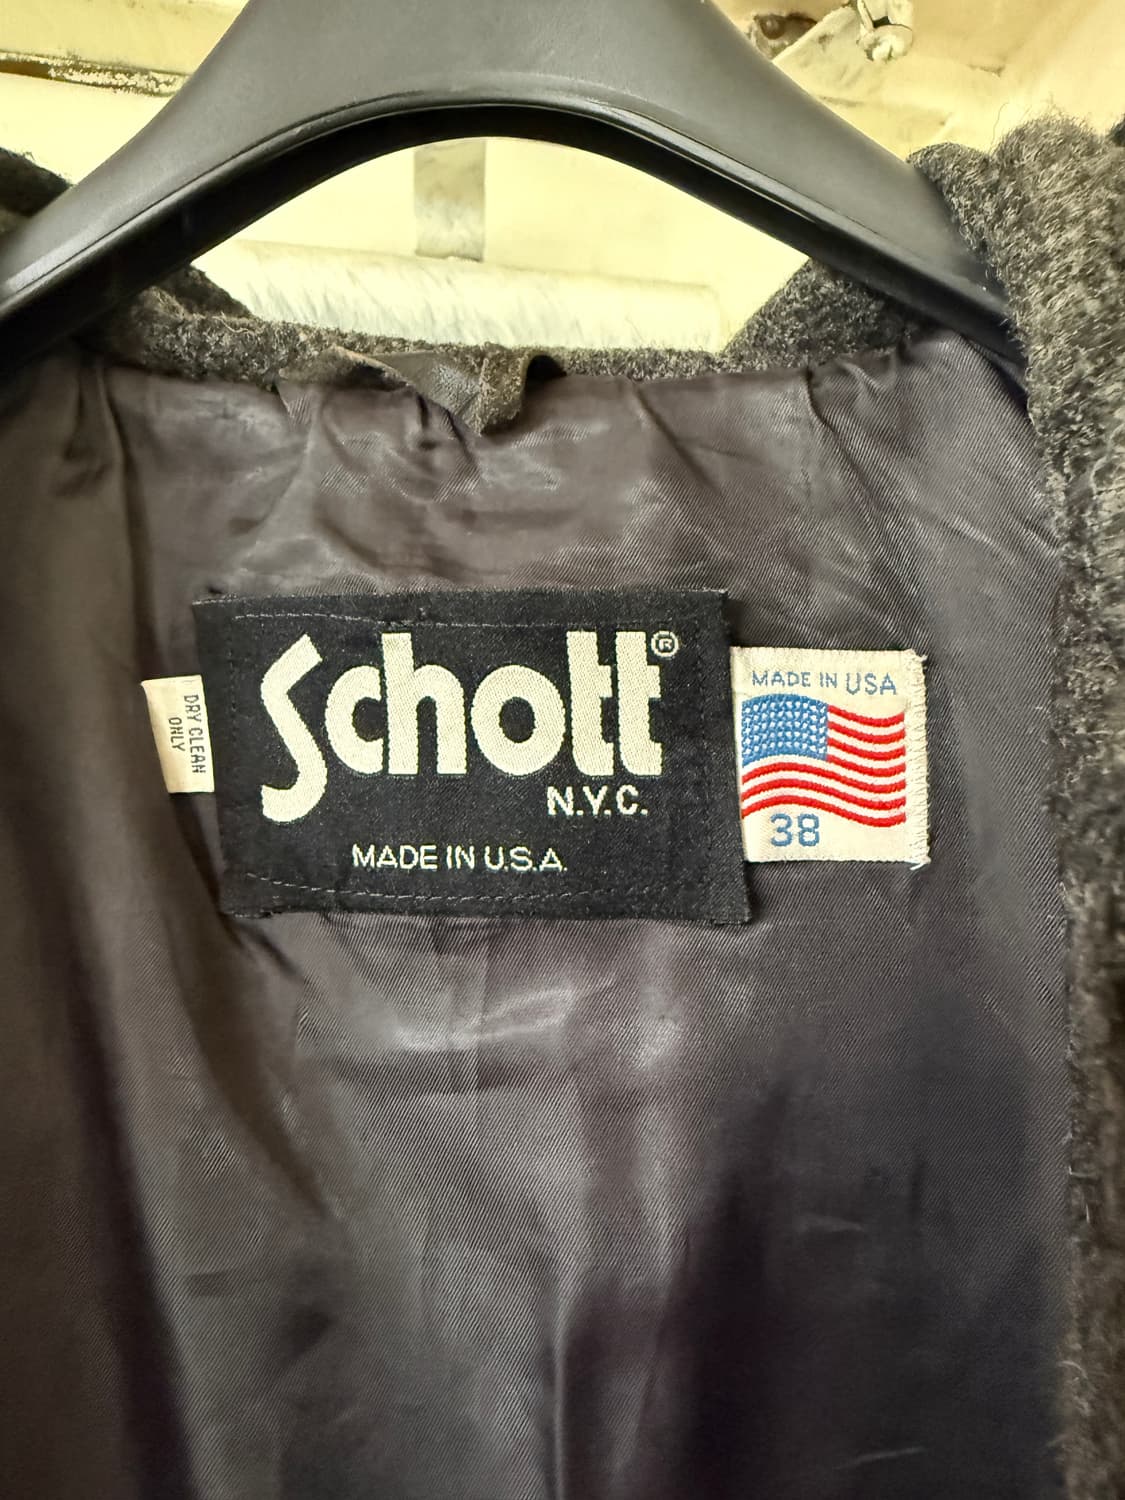 DRY CLEAN
ONLY
Schott®
N.Y.C.
MADE IN U.S.A.
MADE IN USA
38